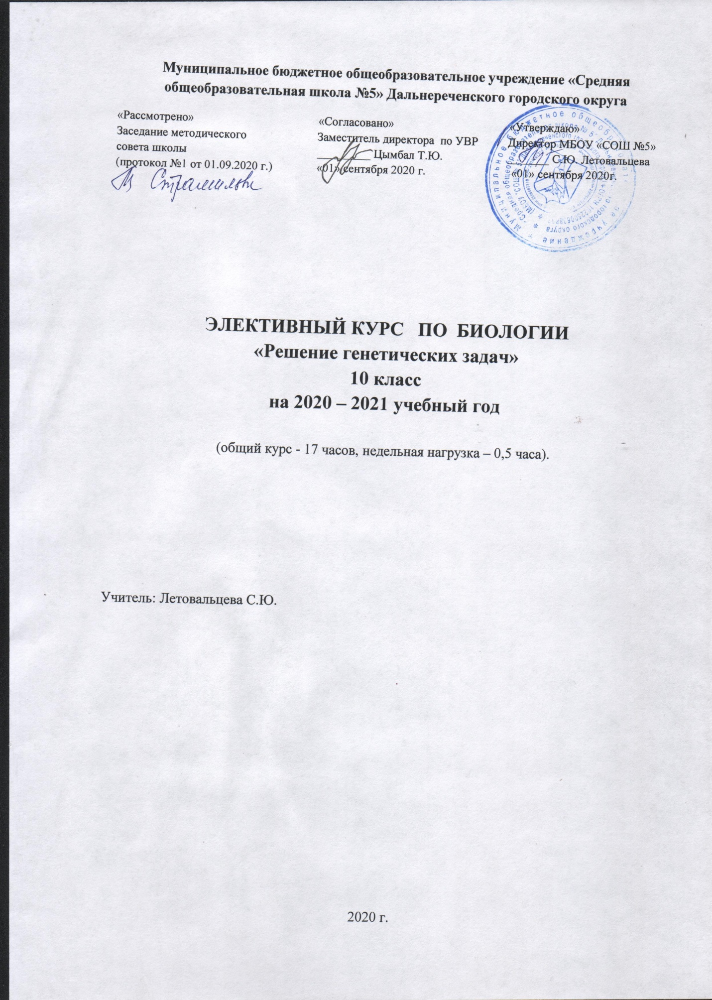 Муниципальное бюджетное общеобразовательное учреждение «Средняя
общеобразовательная школа №5» Дальнереченского городского округа
«Рассмотрено»
Заседание методического
совета школы
(протокол №1 от 01.09.2020 г.)
«Согласовано»
Заместитель директора по УВР
_________ Цымбал Т.Ю.
«01» сентября 2020 г.
«Утверждаю»
Директор МБОУ «СОШ №5»
_______ С.Ю. Летовальцева
«01» сентября 2020г.
ЭЛЕКТИВНЫЙ КУРС ПО БИОЛОГИИ
«Решение генетических задач»
10 класс
на 2020 – 2021 учебный год
(общий курс - 17 часов, недельная нагрузка – 0,5 часа).
Учитель: Летовальцева С.Ю.
2020 г.